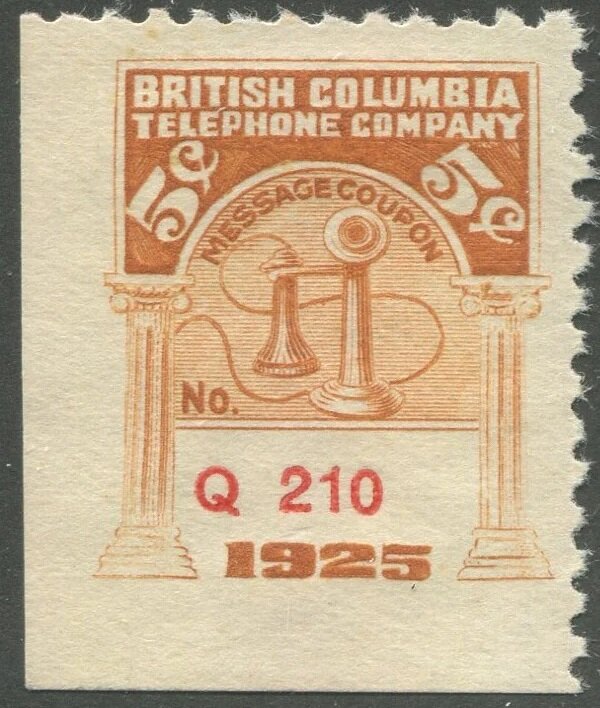 BRITISH COLUMBIA
TELEPHONE COMPANY
5¢ 5¢
MESSAGE COUPON
No.
Q 210
1925